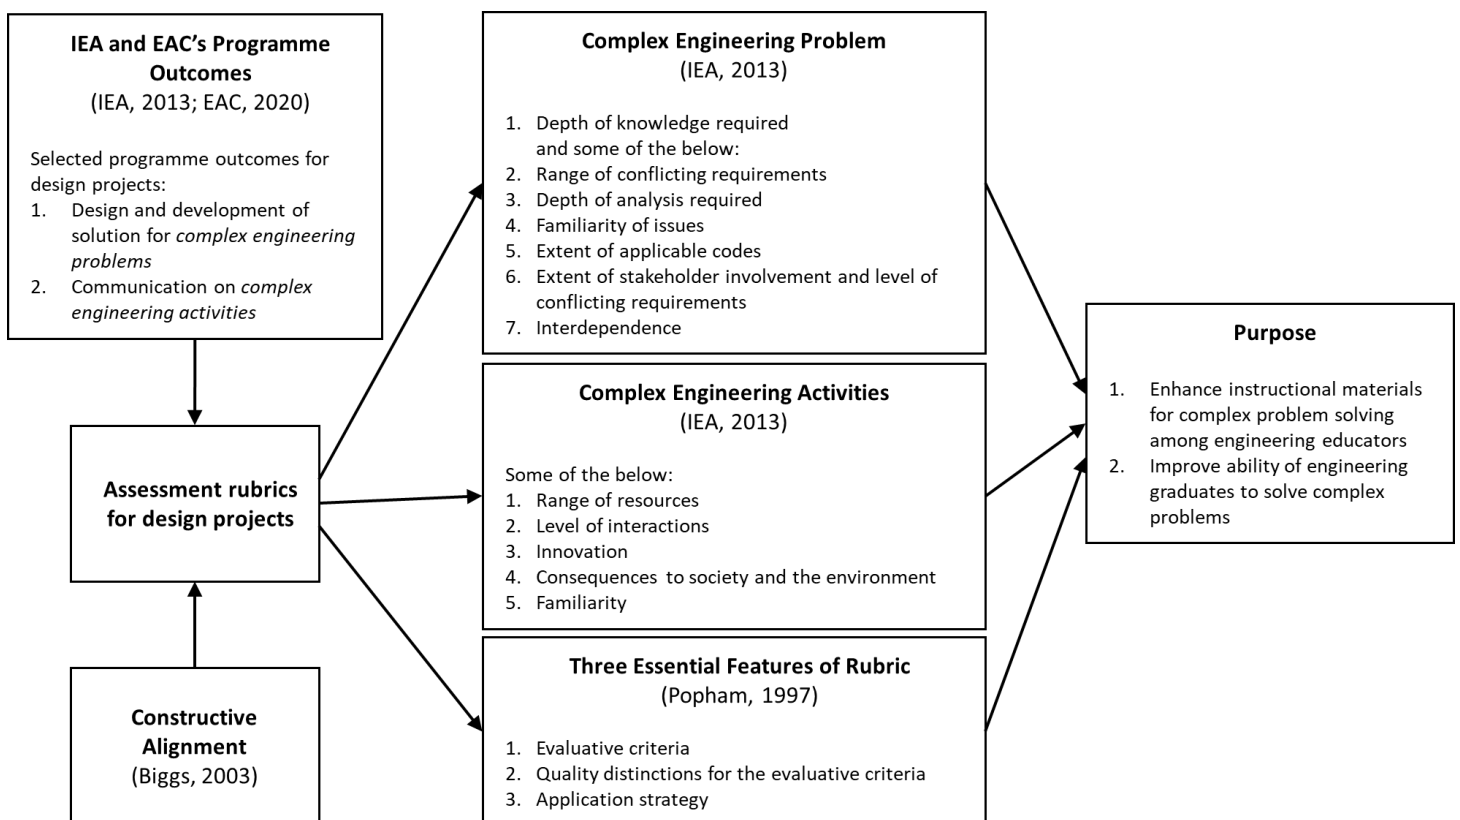 IEA and EAC’s Programme
Outcomes
(IEA, 2013; EAC, 2020)
Selected programme outcomes for
design projects:
1. Design and development of
solution for complex engineering
problems
2. Communication on complex
engineering activities
Assessment rubrics
for design projects
Constructive
Alignment
(Biggs, 2003)
Complex Engineering Problem
(IEA, 2013)
1. Depth of knowledge required
and some of the below:
2. Range of conflicting requirements
3. Depth of analysis required
4. Familiarity of issues
5. Extent of applicable codes
6. Extent of stakeholder involvement and level of
conflicting requirements
7. Interdependence
Complex Engineering Activities
(IEA, 2013)
Some of the below:
1. Range of resources
2. Level of interactions
3. Innovation
4. Consequences to society and the environment
5. Familiarity
Three Essential Features of Rubric
(Popham, 1997)
1. Evaluative criteria
2. Quality distinctions for the evaluative criteria
3. Application strategy
Purpose
1. Enhance instructional materials
for complex problem solving
among engineering educators
2. Improve ability of engineering
graduates to solve complex
problems